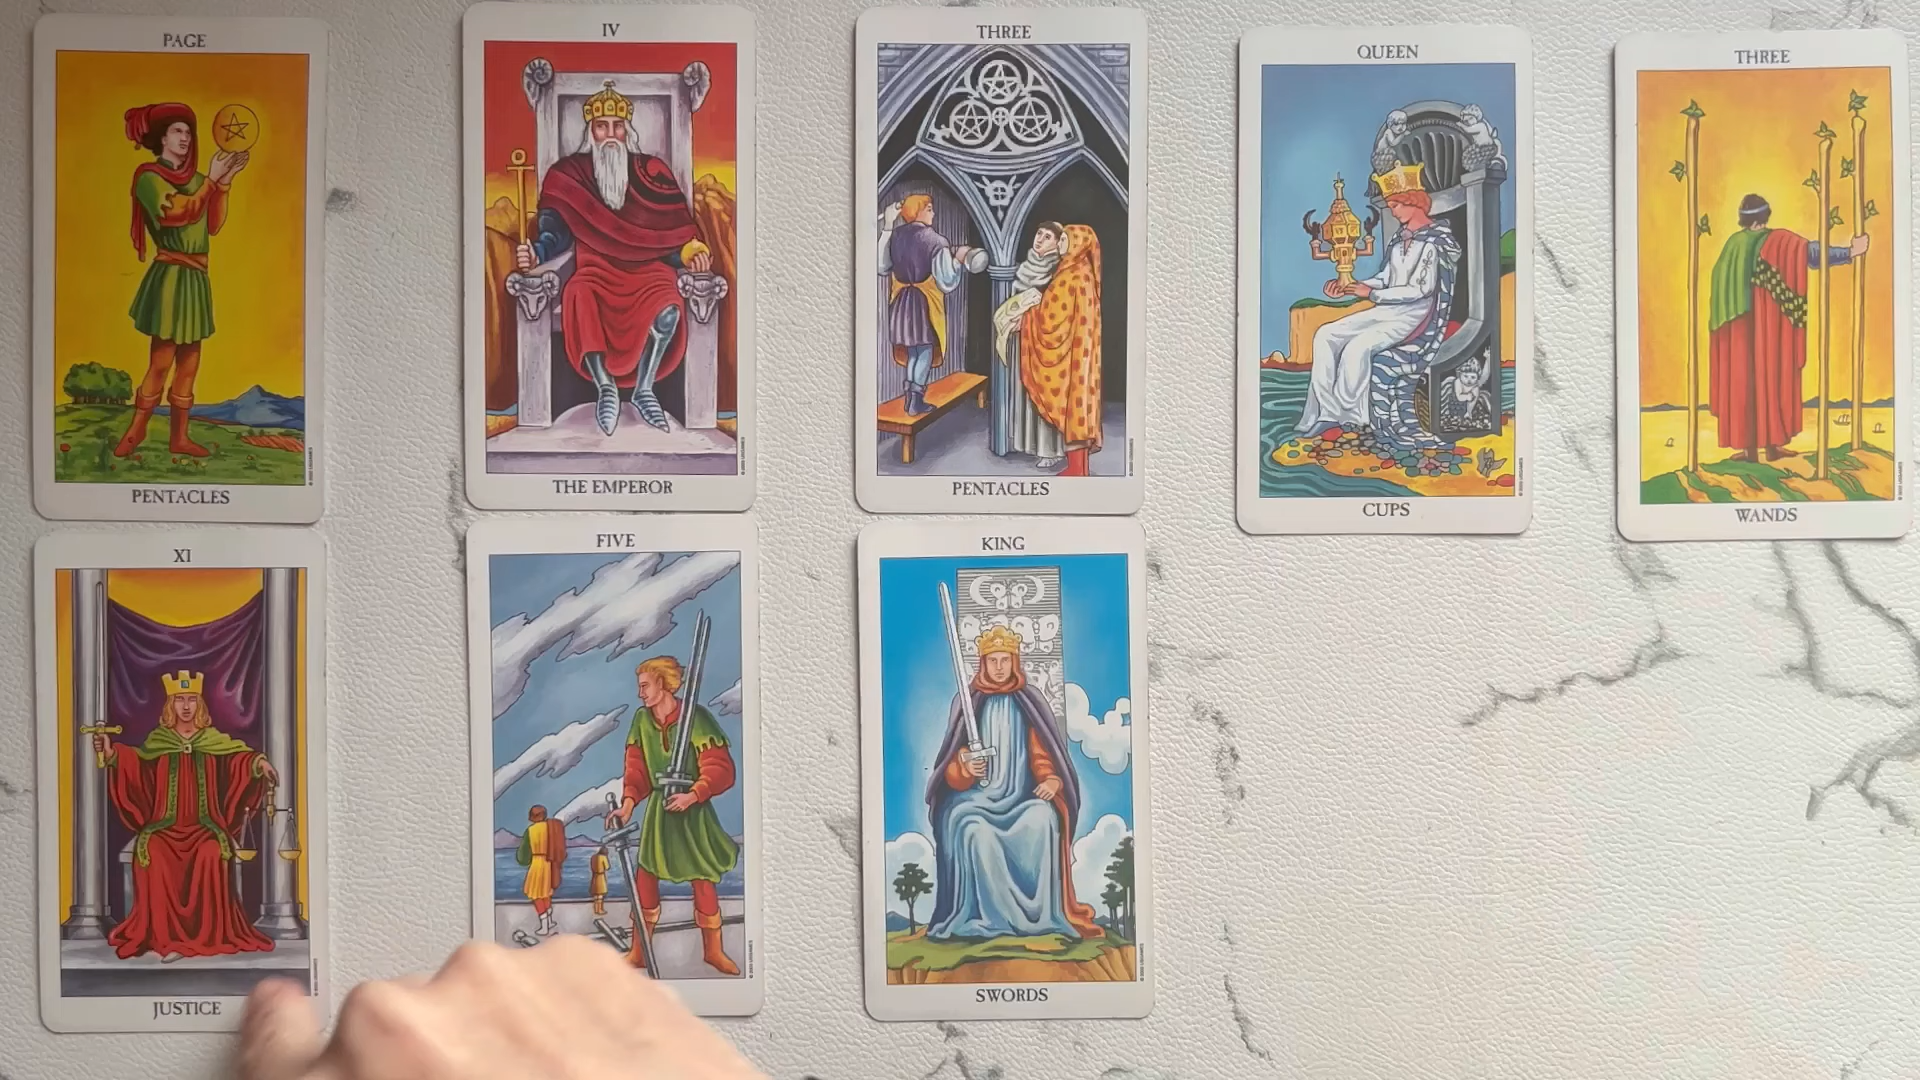 PAGE
PENTACLES
IV
THE EMPEROR
THREE
PENTACLES
QUEEN
CUPS
THREE
WANDS
XI
JUSTICE
FIVE
KING
SWORDS